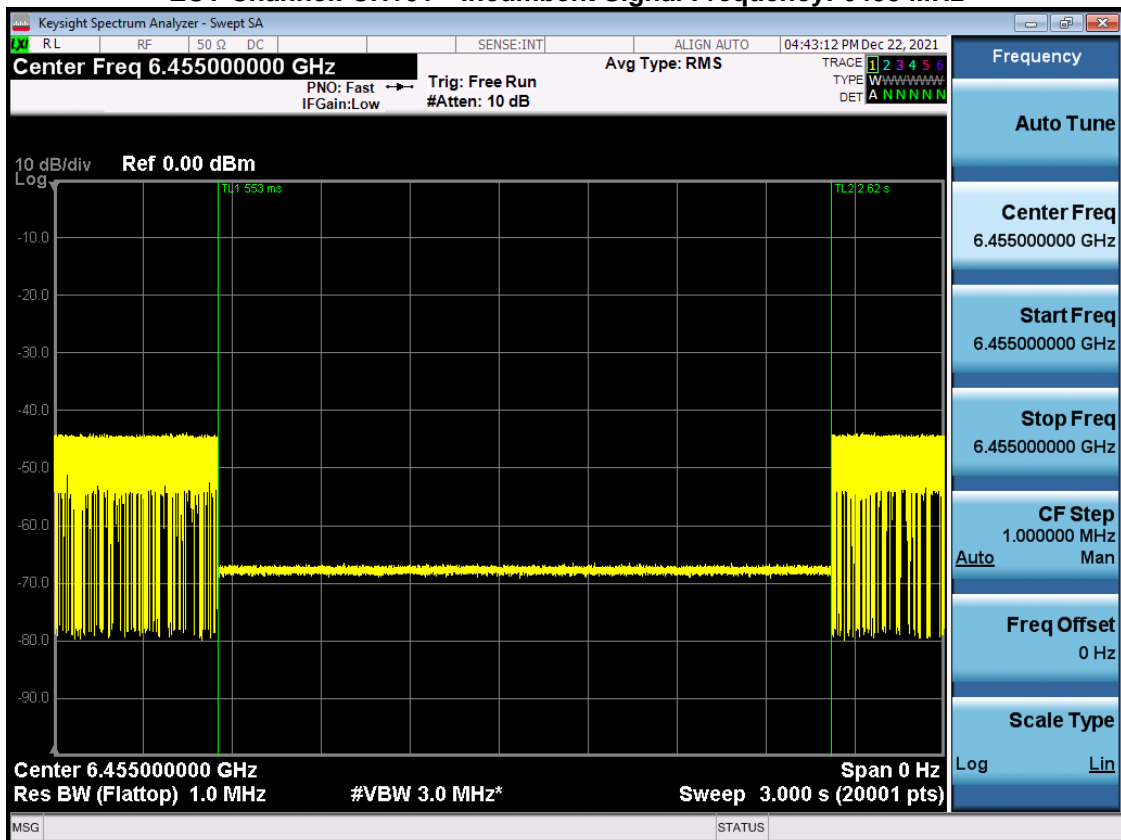 Keysight Spectrum Analyzer - Swept SA
LXI RL RF 50 Ω DC SENSE:INT ALIGN AUTO 04:43:12 PM Dec 22, 2021
Center Freq 6.455000000 GHz
PNO: Fast
IFGain:Low
Trig: Free Run
#Atten: 10 dB
Avg Type: RMS
TRACE 1 2 3 4 5 6
TYPE WWWWWW
DET A N N N N N
10 dB/div Ref 0.00 dBm
Log
TL1 553 ms
TL2 2.62 s
-10.0
-20.0
-30.0
-40.0
-50.0
-60.0
-70.0
-80.0
-90.0
Center 6.455000000 GHz
Span 0 Hz
Res BW (Flattop) 1.0 MHz #VBW 3.0 MHz* Sweep 3.000 s (20001 pts)
MSG STATUS
Frequency
Auto Tune
Center Freq
6.455000000 GHz
Start Freq
6.455000000 GHz
Stop Freq
6.455000000 GHz
CF Step
1.000000 MHz
Auto Man
Freq Offset
0 Hz
Scale Type
Log Lin